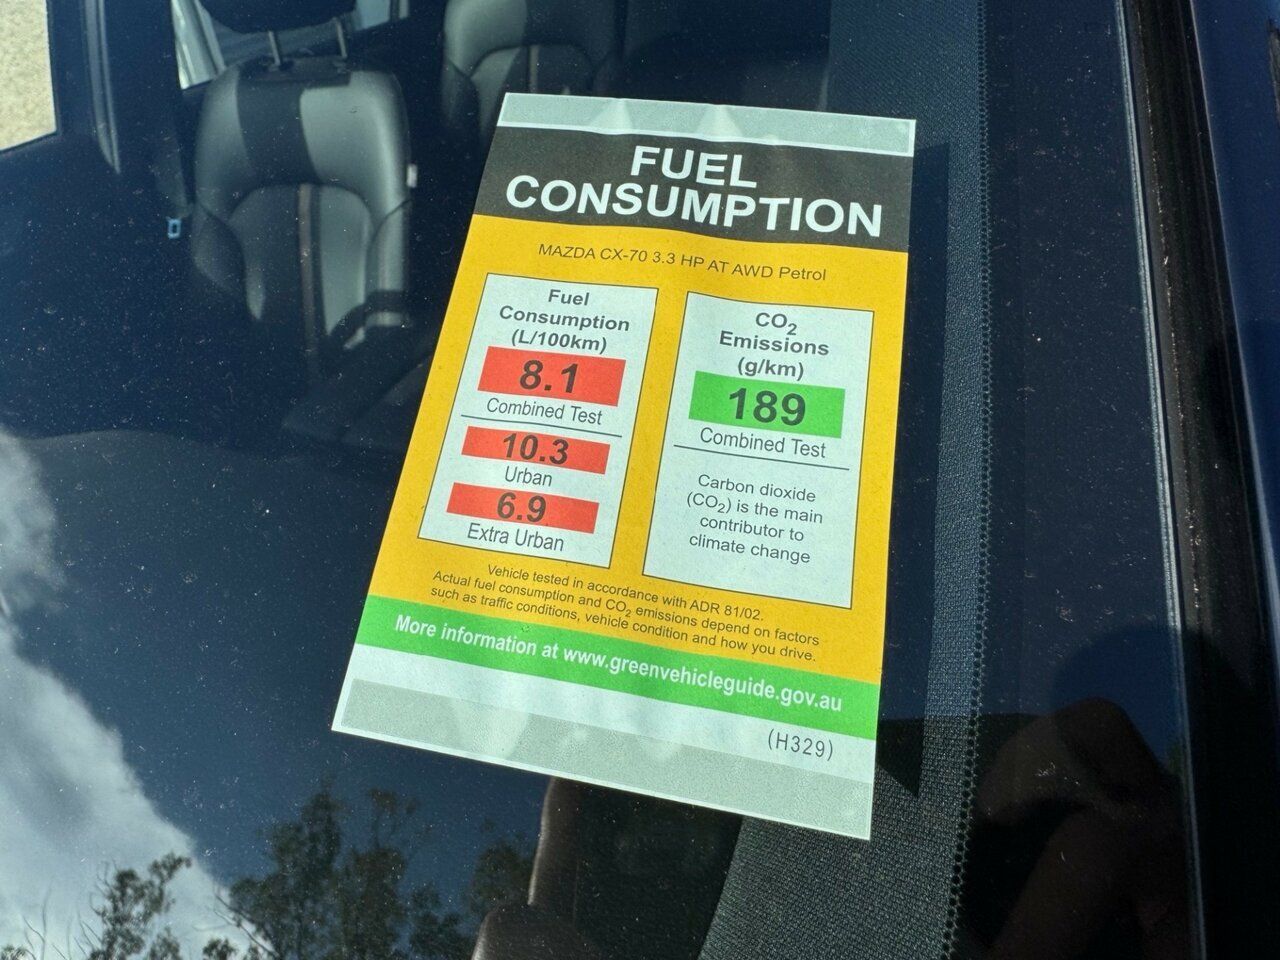 FUEL
CONSUMPTION
MAZDA CX-70 3.3 HP AT AWD Petrol
Fuel
Consumption
(L/100km)
8.1
Combined Test
10.3
Urban
6.9
Extra Urban
CO2
Emissions
(g/km)
189
Combined Test
Carbon dioxide
(CO2) is the main
contributor to
climate change
Vehicle tested in accordance with ADR 81/02.
Actual fuel consumption and CO2 emissions depend on factors
such as traffic conditions, vehicle condition and how you drive.
More information at www.greenvehicleguide.gov.au
(H329)